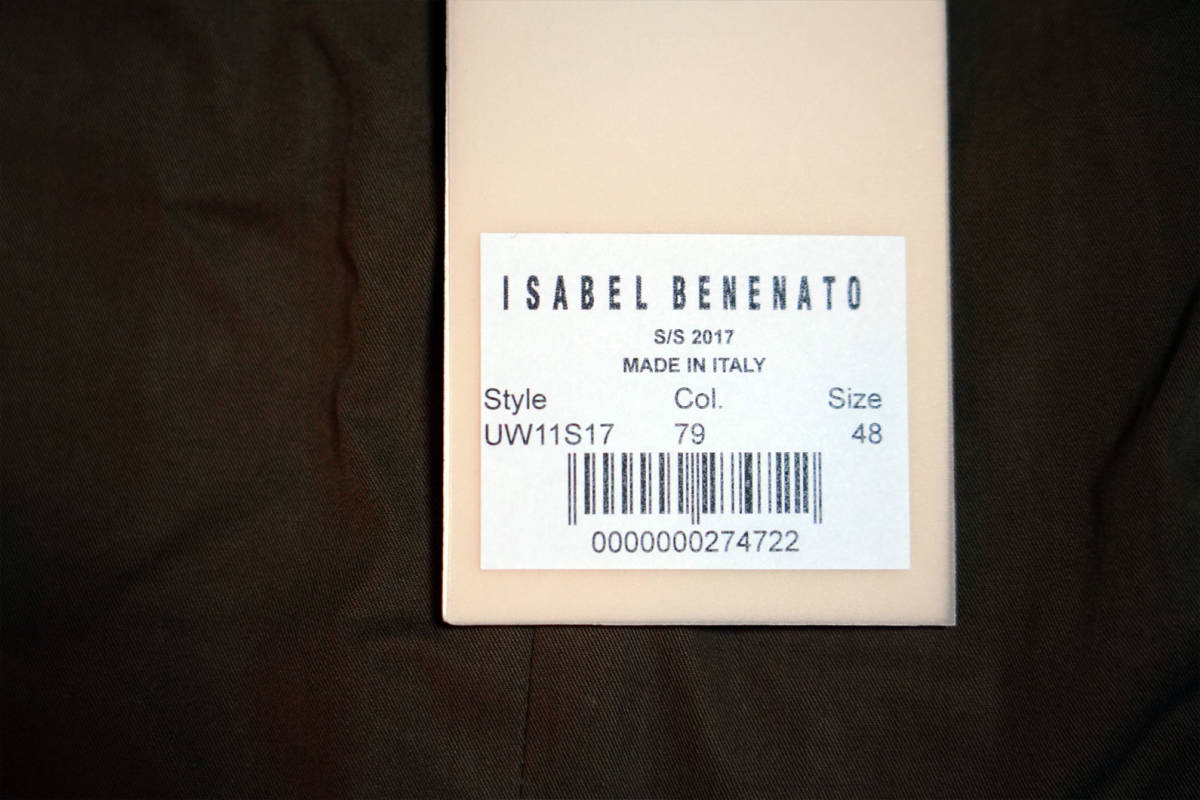 ISABEL BENENATO
S/S 2017
MADE IN ITALY
Style Col. Size
UW11S17 79 48
0000000274722